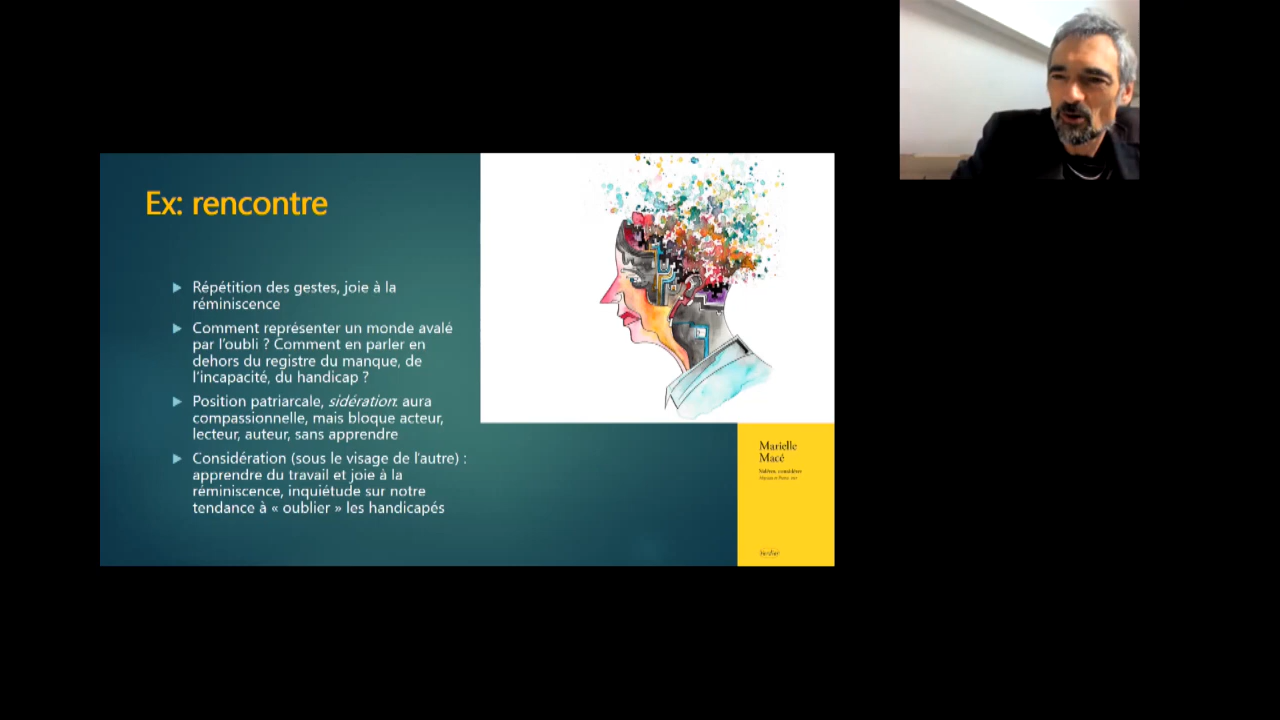 Ex: rencontre
Répétition des gestes, joie à la
réminiscence
Comment représenter un monde avalé
par l'oubli ? Comment en parler en
dehors du registre du manque, de
l'incapacité, du handicap ?
Position patriarcale, sidération: aura
compassionnelle, mais bloque acteur,
lecteur, auteur, sans apprendre
Considération (sous le visage de l'autre) :
apprendre du travail et joie à la
réminiscence, inquiétude sur notre
tendance à « oublier » les handicapés
Marielle
Macé
Sidérer, considérer
Verdier